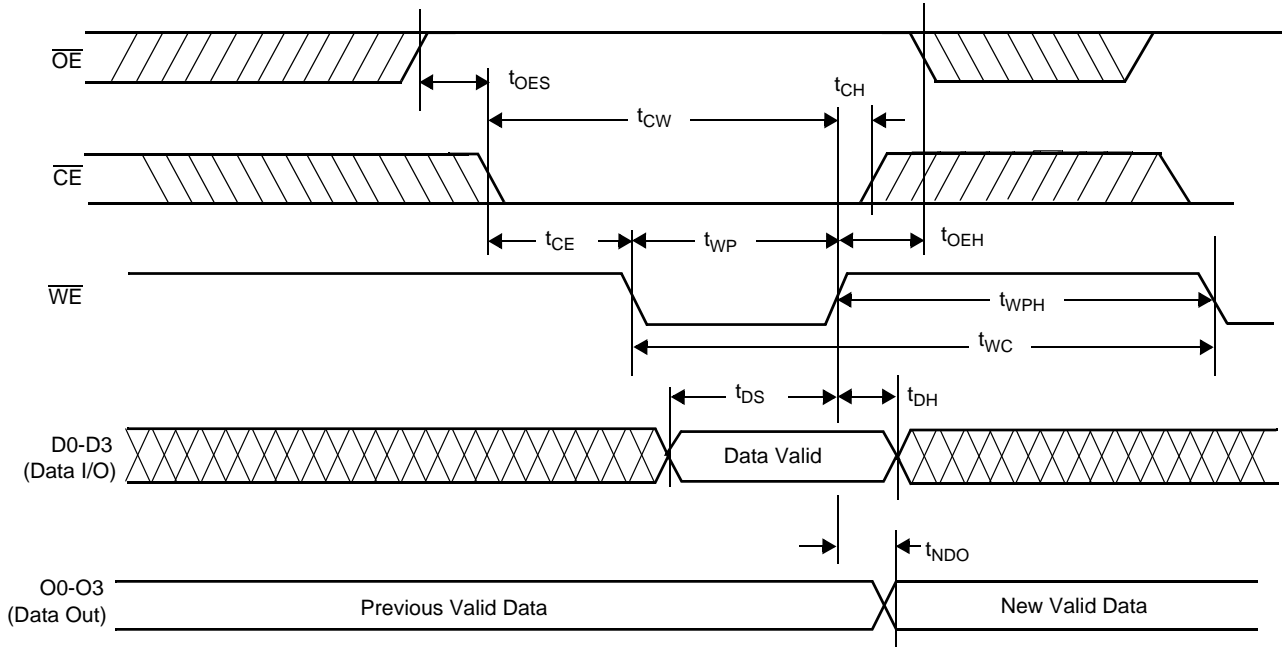 OE
tOES
tCH
tCW
CE
tCE
tWP
tOEH
WE
tWPH
tWC
tDS
tDH
D0-D3
(Data I/O)
Data Valid
tNDO
O0-O3
(Data Out)
Previous Valid Data
New Valid Data